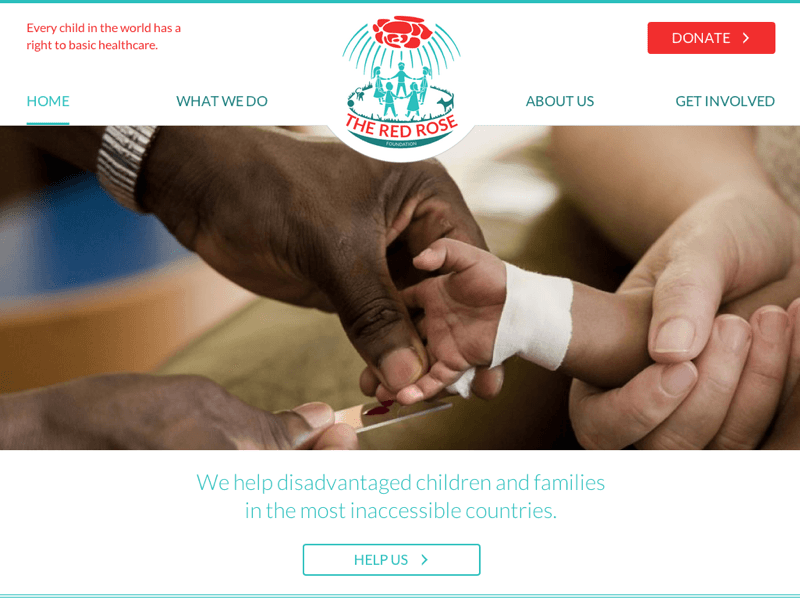 Every child in the world has a
right to basic healthcare.
DONATE
THE RED ROSE
FOUNDATION
HOME
WHAT WE DO
ABOUT US
GET INVOLVED
We help disadvantaged children and families
in the most inaccessible countries.
HELP US